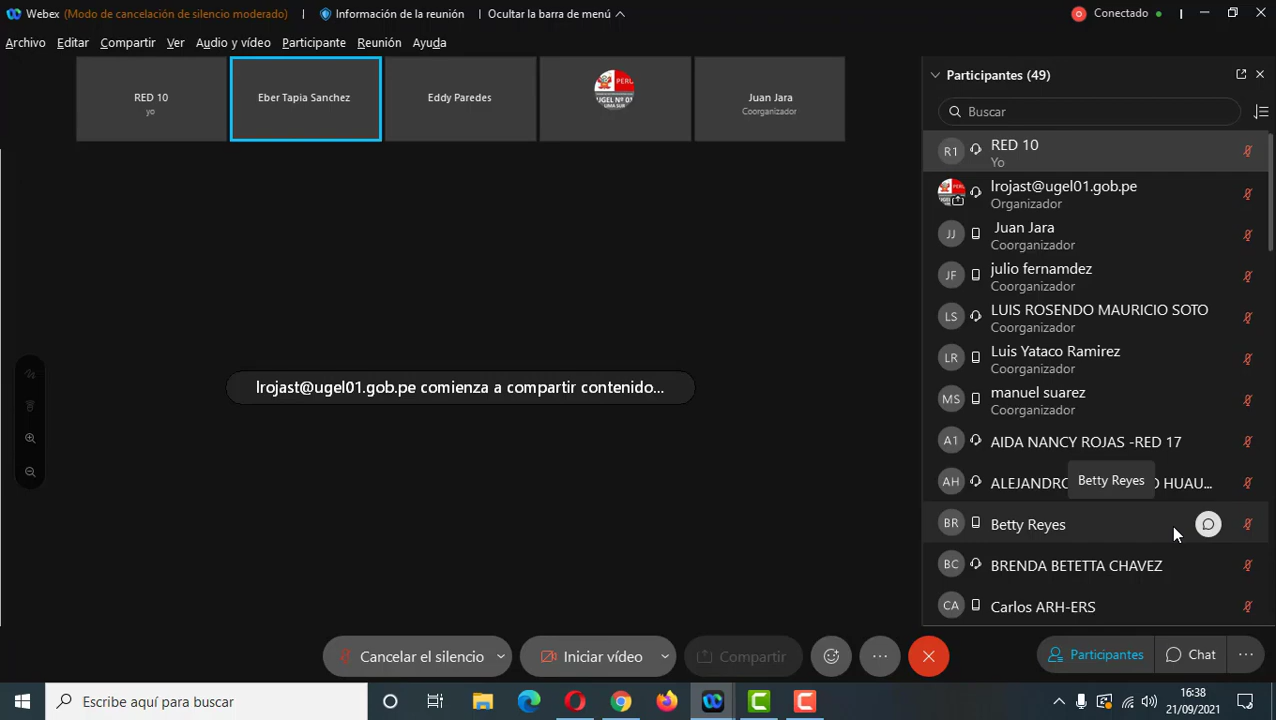 Webex (Modo de cancelación de silencio moderado) Información de la reunión Ocultar la barra de menú Conectado
Archivo Editar Compartir Ver Audio y vídeo Participante Reunión Ayuda
RED 10
yo
Eber Tapia Sanchez
Eddy Paredes
PERU
UGEL Nº 01
LIMA SUR
Juan Jara
Coorganizador
lrojast@ugel01.gob.pe comienza a compartir contenido...
Participantes (49)
Buscar
R1 RED 10
Yo
lrojast@ugel01.gob.pe
Organizador
JJ Juan Jara
Coorganizador
JF julio fernamdez
Coorganizador
LS LUIS ROSENDO MAURICIO SOTO
Coorganizador
LR Luis Yataco Ramirez
Coorganizador
MS manuel suarez
Coorganizador
A1 AIDA NANCY ROJAS -RED 17
AH ALEJANDRO HUAU...
Betty Reyes
BR Betty Reyes
BC BRENDA BETETTA CHAVEZ
CA Carlos ARH-ERS
Cancelar el silencio Iniciar vídeo Compartir Participantes Chat
Escribe aquí para buscar
16:38
21/09/2021